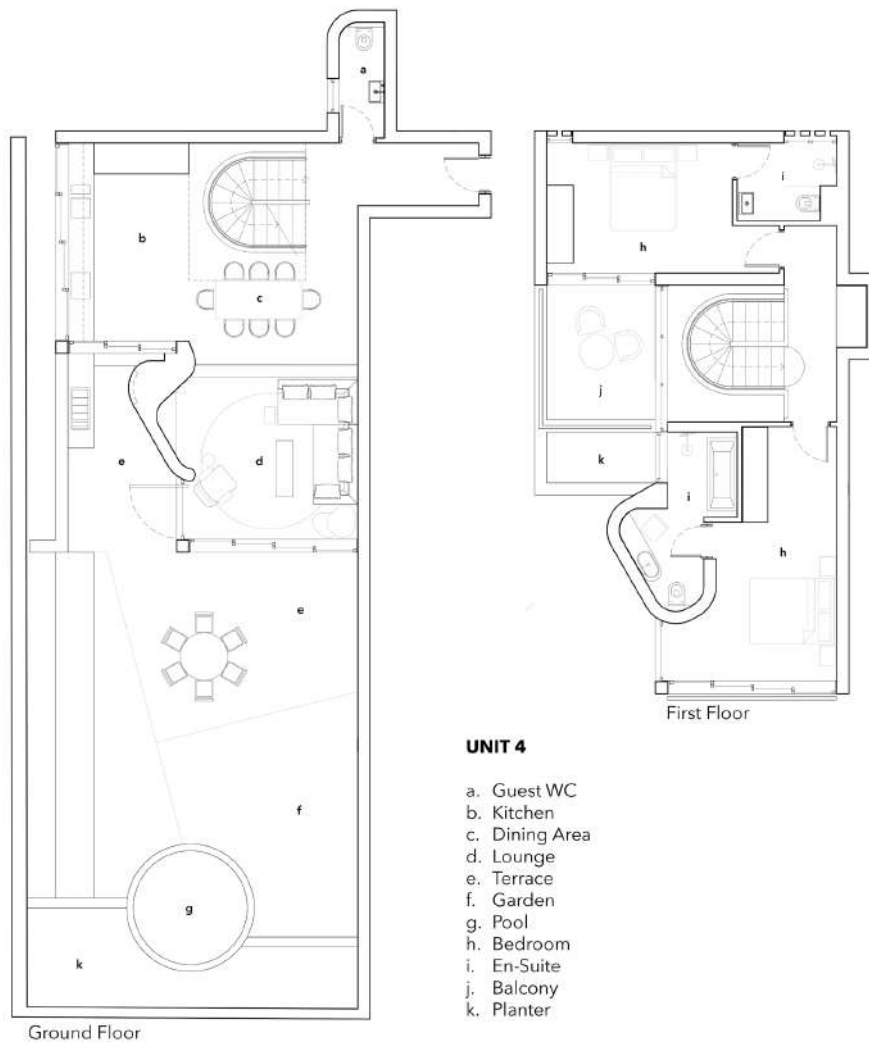 a
b
c
d
e
e
f
g
k
Ground Floor
i
h
j
k
i
h
First Floor
UNIT 4
a. Guest WC
b. Kitchen
c. Dining Area
d. Lounge
e. Terrace
f. Garden
g. Pool
h. Bedroom
i. En-Suite
j. Balcony
k. Planter